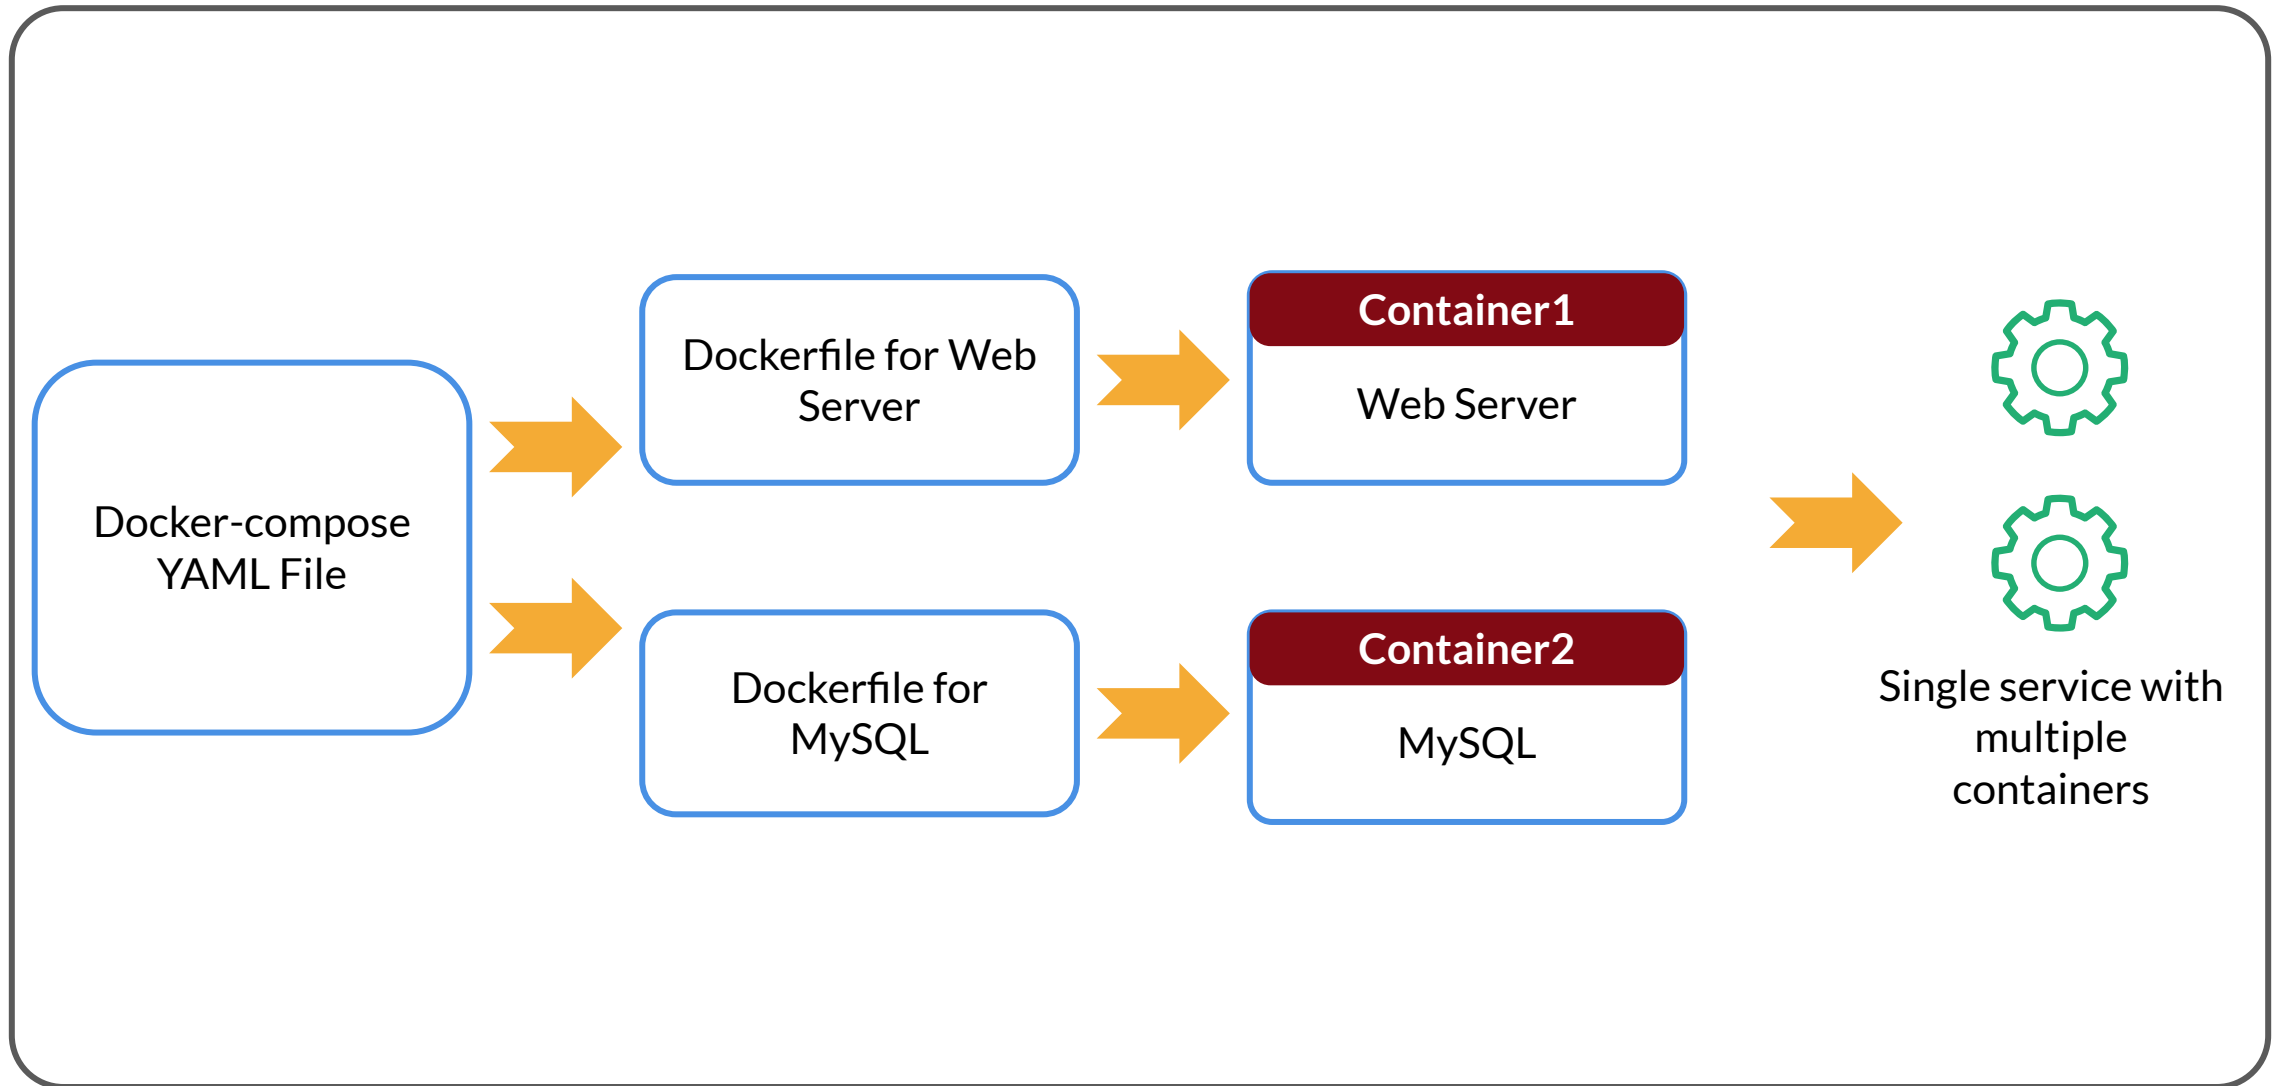 Docker-compose
YAML File
Dockerfile for Web
Server
Container1
Web Server
Dockerfile for
MySQL
Container2
MySQL
Single service with
multiple
containers